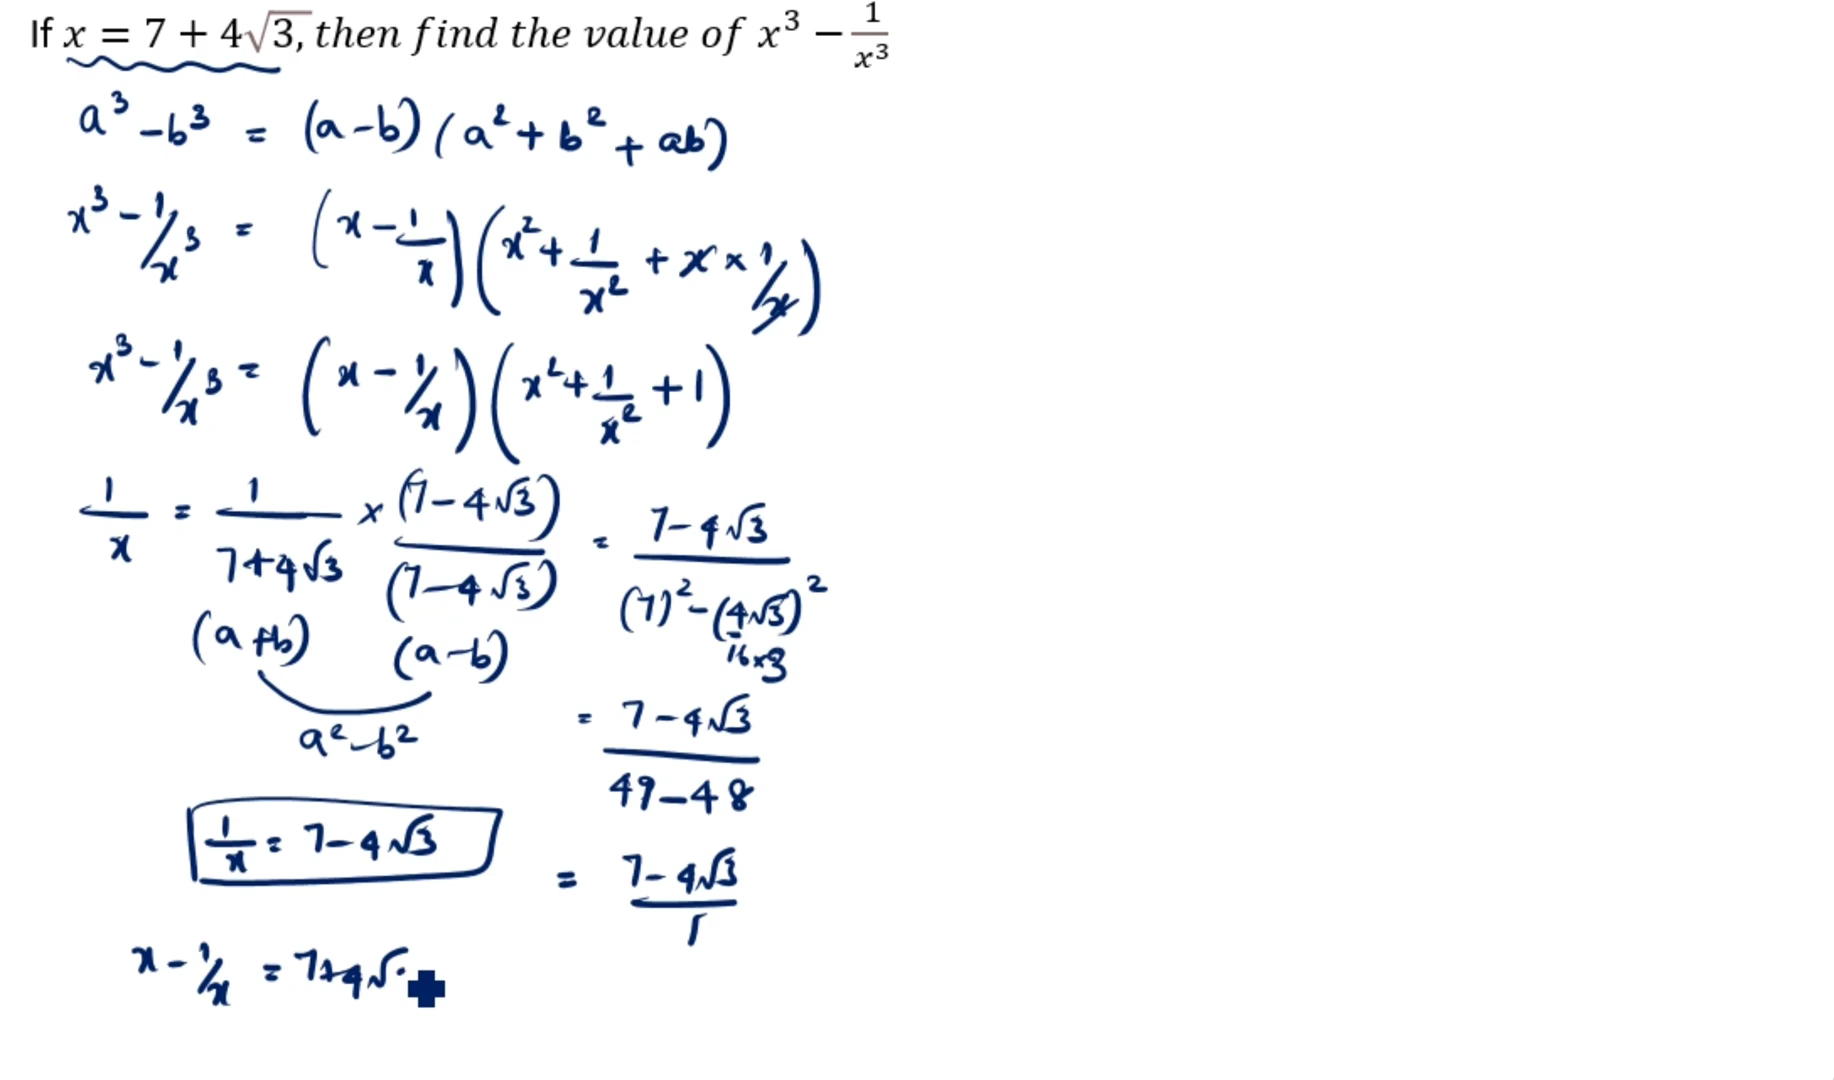 If x = 7 + 4√3, then find the value of x³ − 1/x³
a³ − b³ = (a − b) (a² + b² + ab)
x³ − 1/x³ = (x − 1/x) (x² + 1/x² + x × 1/x)
x³ − 1/x³ = (x − 1/x) (x² + 1/x² + 1)
1/x = 1/(7+4√3) × (7−4√3)/(7−4√3) = (7−4√3)/((7)² − (4√3)²)
16×3
(a+b) (a−b)
a² − b²
= (7−4√3)/(49−48)
1/x = 7 − 4√3
= (7−4√3)/1
x − 1/x = 7+4√